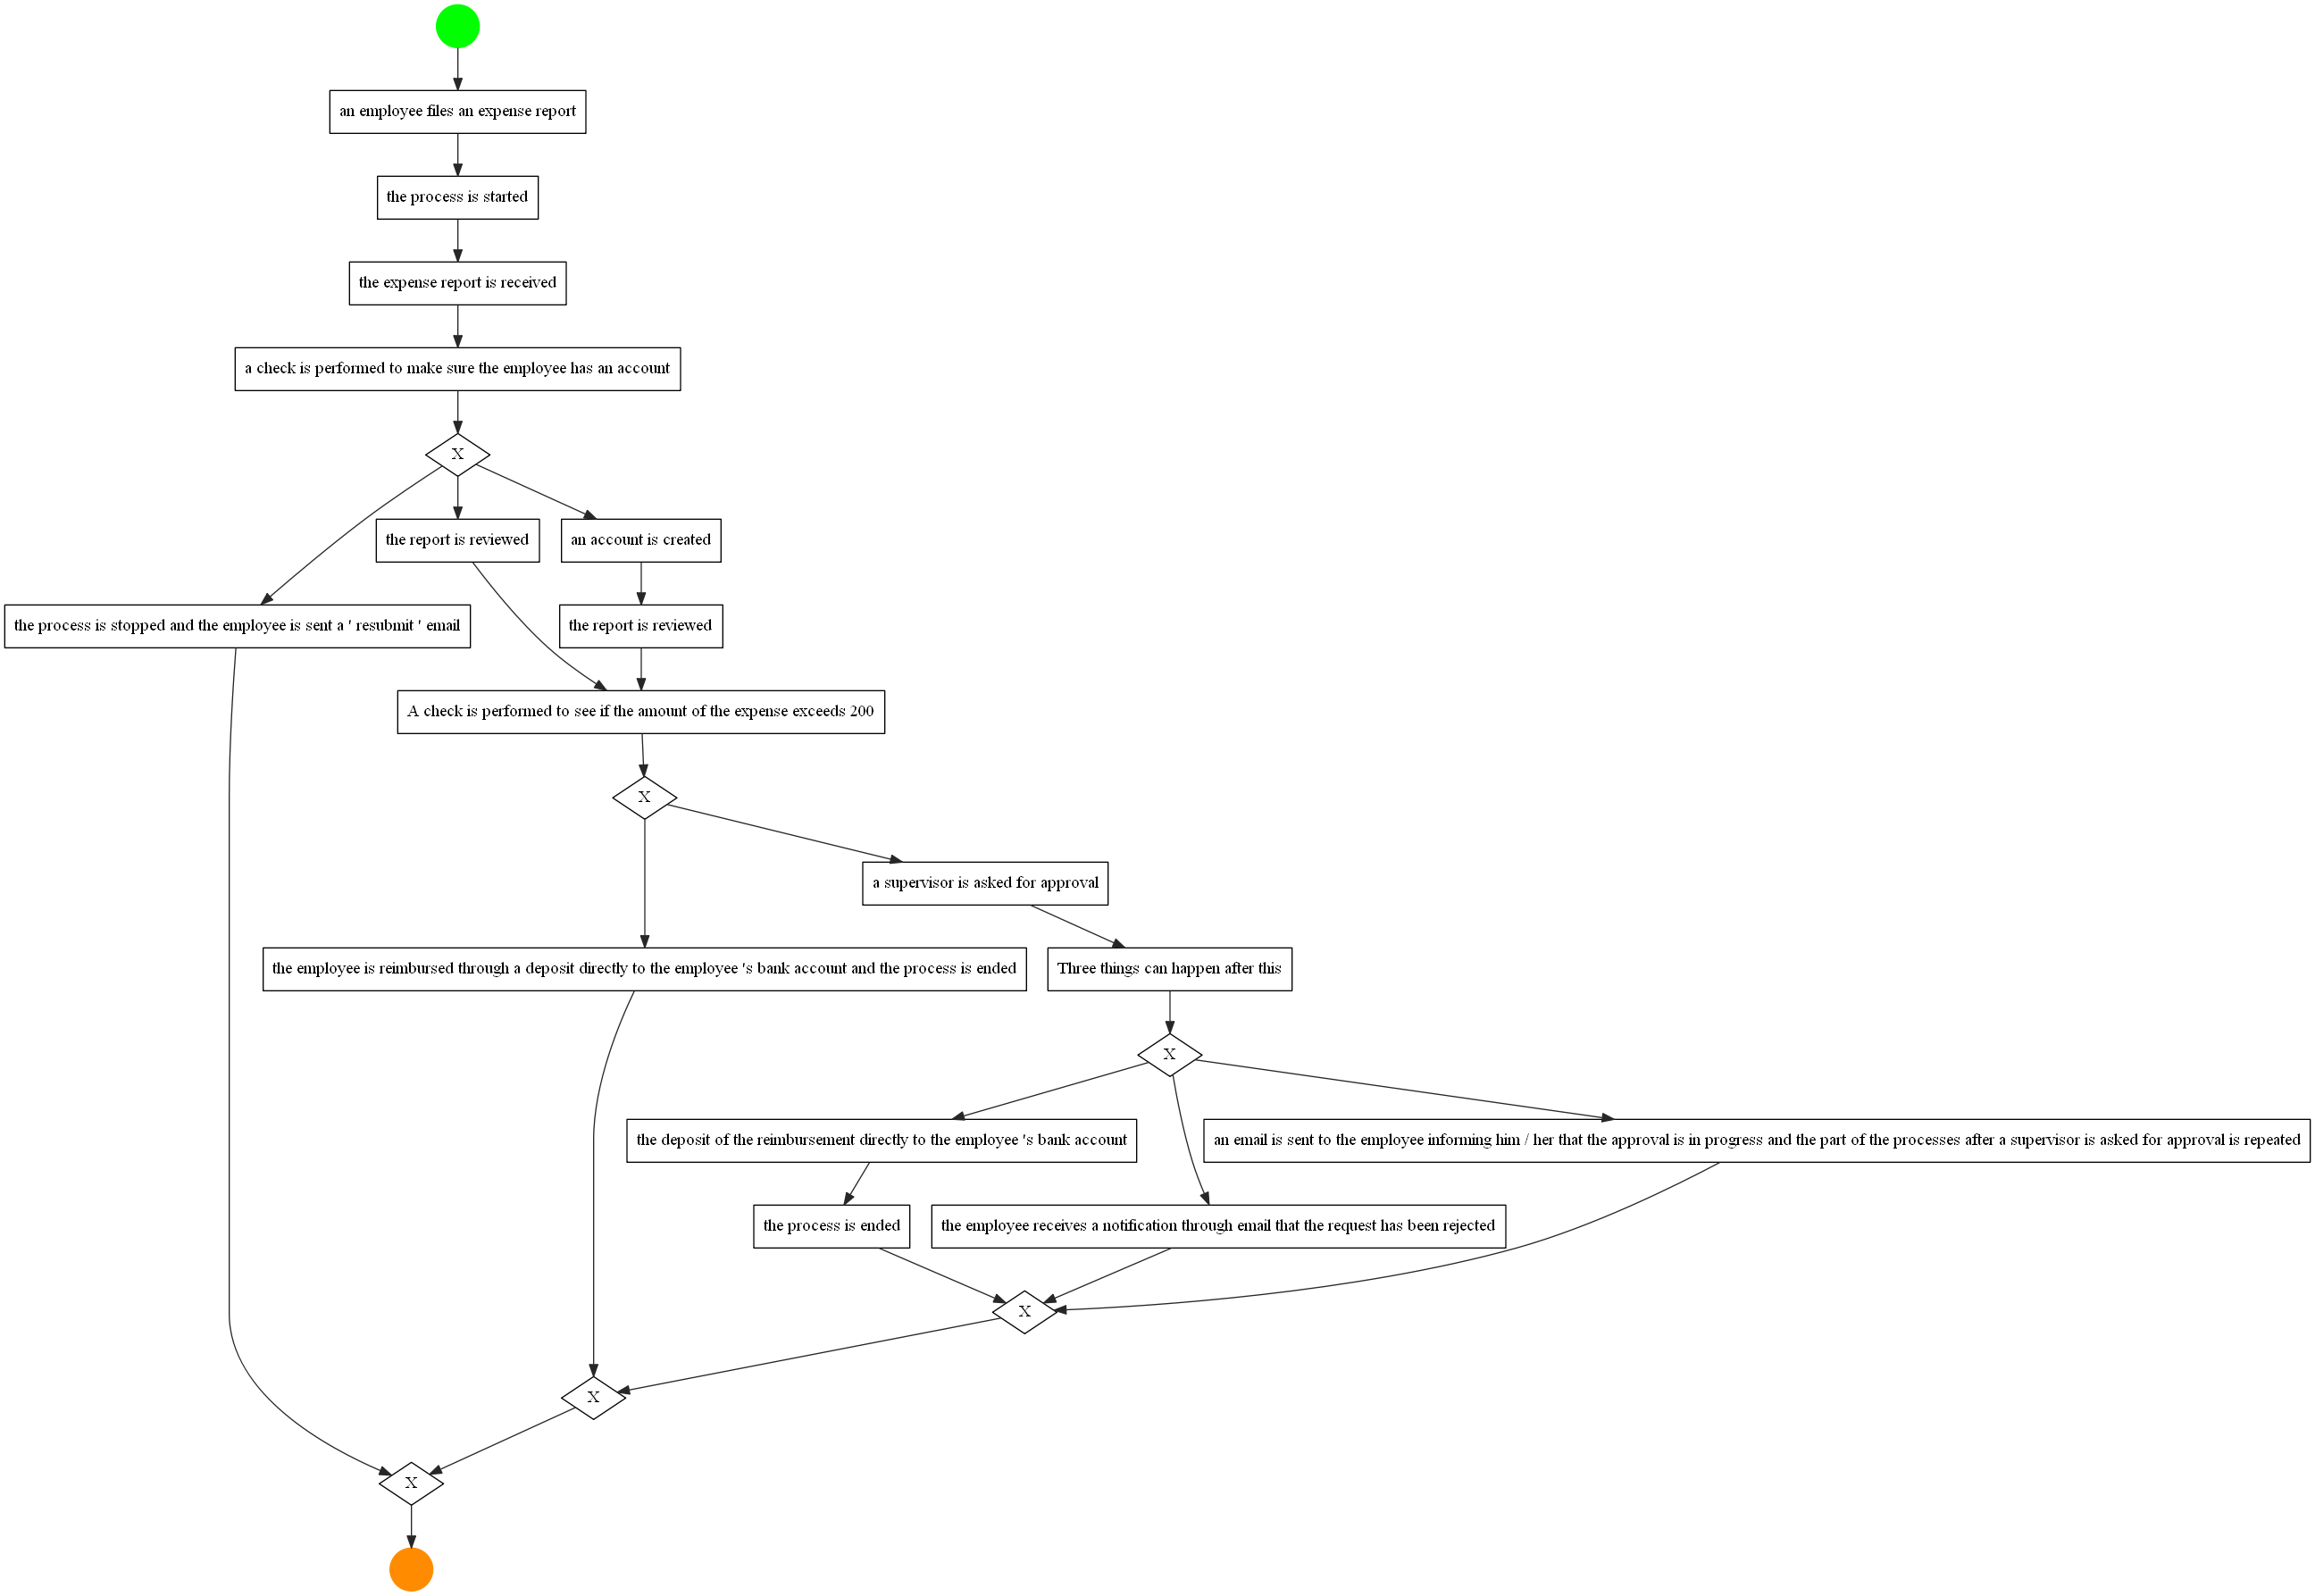 an employee files an expense report
the process is started
the expense report is received
a check is performed to make sure the employee has an account
X
the report is reviewed
an account is created
the process is stopped and the employee is sent a ' resubmit ' email
the report is reviewed
A check is performed to see if the amount of the expense exceeds 200
X
a supervisor is asked for approval
the employee is reimbursed through a deposit directly to the employee 's bank account and the process is ended
Three things can happen after this
X
the deposit of the reimbursement directly to the employee 's bank account
an email is sent to the employee informing him / her that the approval is in progress and the part of the processes after a supervisor is asked for approval is repeated
the process is ended
the employee receives a notification through email that the request has been rejected
X
X
X